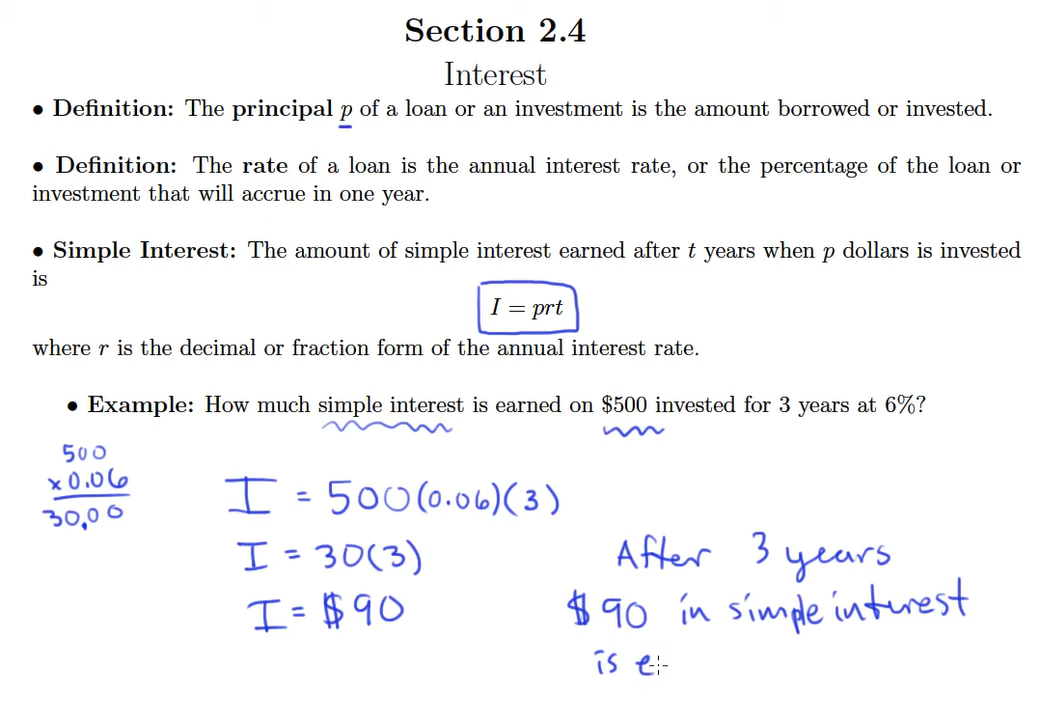 Section 2.4
Interest
• Definition: The principal p of a loan or an investment is the amount borrowed or invested.
• Definition: The rate of a loan is the annual interest rate, or the percentage of the loan or
investment that will accrue in one year.
• Simple Interest: The amount of simple interest earned after t years when p dollars is invested
is
I = prt
where r is the decimal or fraction form of the annual interest rate.
• Example: How much simple interest is earned on $500 invested for 3 years at 6%?
500
x 0.06
30.00
I = 500(0.06)(3)
I = 30(3)
I = $90
After 3 years
$90 in simple interest
is e